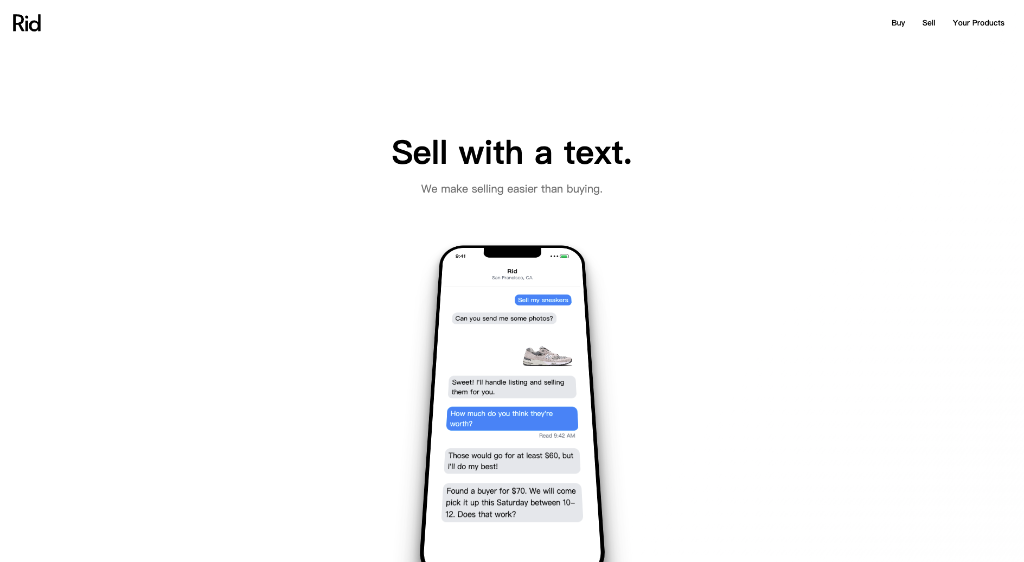 Rid
Buy Sell Your Products
Sell with a text.
We make selling easier than buying.
9:41
Rid
San Francisco, CA
Sell my sneakers
Can you send me some photos?
Sweet! I'll handle listing and selling
them for you.
How much do you think they're
worth?
Read 9:42 AM
Those would go for at least $60, but
I'll do my best!
Found a buyer for $70. We will come
pick it up this Saturday between 10–
12. Does that work?